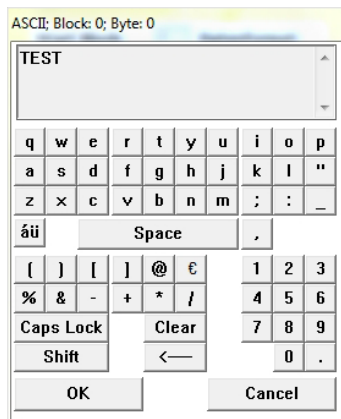 ASCII; Block: 0; Byte: 0
TEST
q w e r t y u i o p
a s d f g h j k l "
z x c v b n m ; : _
áü Space ,
( ) [ ] @ € 1 2 3
% & - + * / 4 5 6
Caps Lock Clear 7 8 9
Shift <— 0 .
OK Cancel